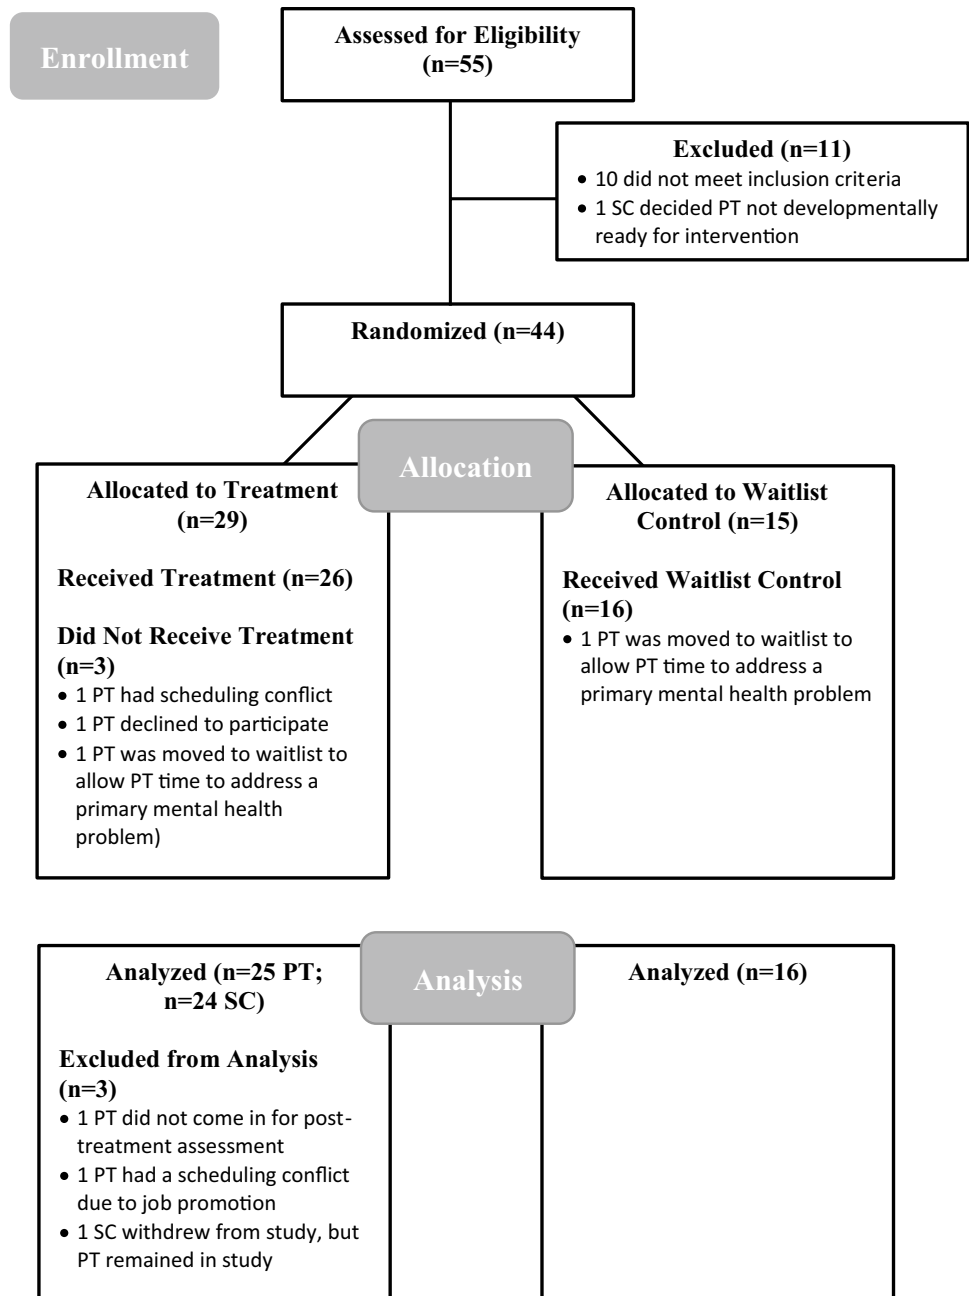 Enrollment
Assessed for Eligibility
(n=55)
Excluded (n=11)
• 10 did not meet inclusion criteria
• 1 SC decided PT not developmentally
ready for intervention
Randomized (n=44)
Allocation
Allocated to Treatment
(n=29)
Received Treatment (n=26)
Did Not Receive Treatment
(n=3)
• 1 PT had scheduling conflict
• 1 PT declined to participate
• 1 PT was moved to waitlist to
allow PT time to address a
primary mental health
problem)
Allocated to Waitlist
Control (n=15)
Received Waitlist Control
(n=16)
• 1 PT was moved to waitlist to
allow PT time to address a
primary mental health problem
Analysis
Analyzed (n=25 PT;
n=24 SC)
Excluded from Analysis
(n=3)
• 1 PT did not come in for post-
treatment assessment
• 1 PT had a scheduling conflict
due to job promotion
• 1 SC withdrew from study, but
PT remained in study
Analyzed (n=16)